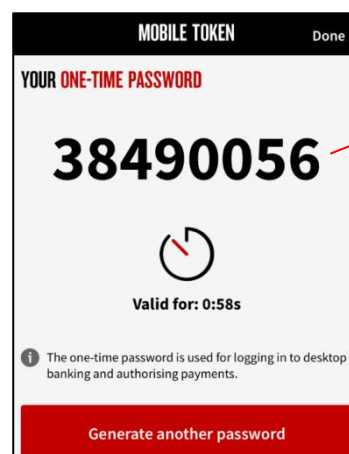 MOBILE TOKEN Done
YOUR ONE-TIME PASSWORD
38490056
Valid for: 0:58s
i The one-time password is used for logging in to desktop
banking and authorising payments.
Generate another password